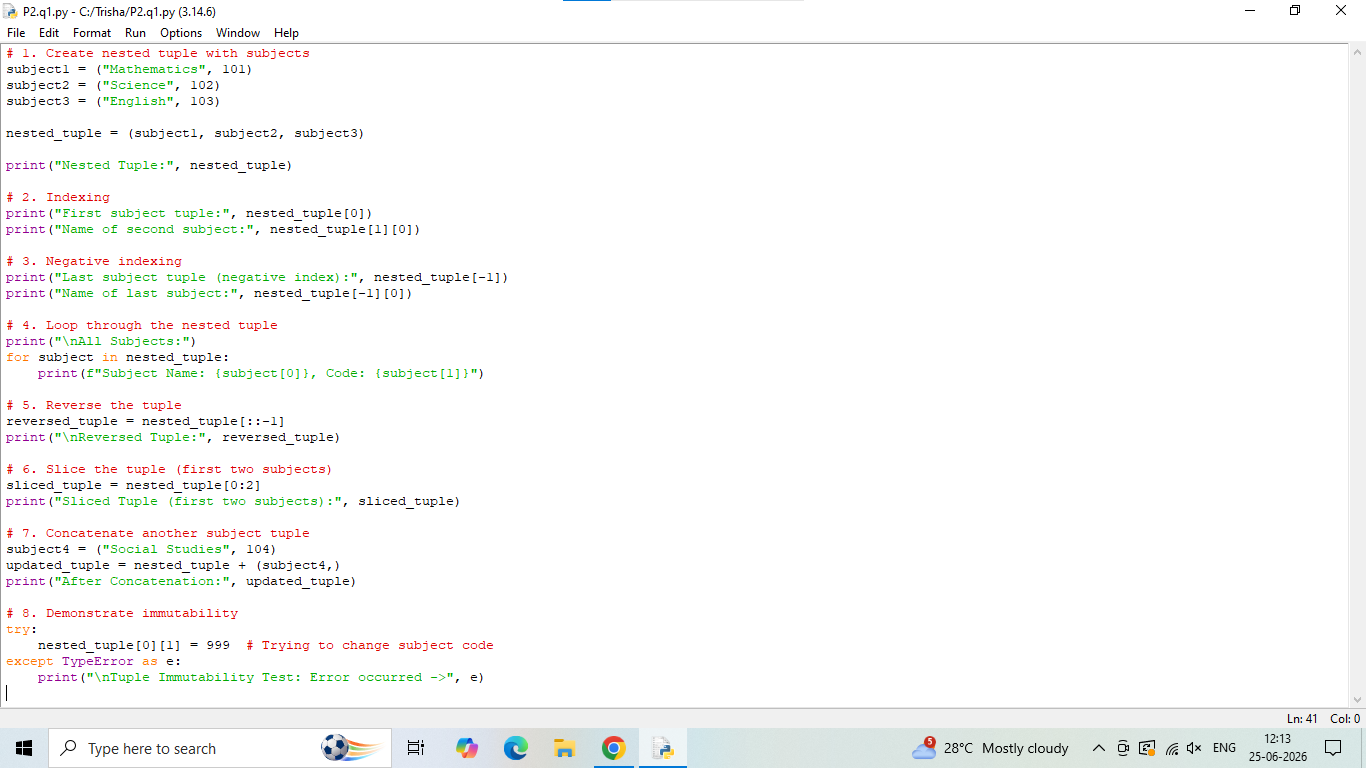 P2.q1.py - C:/Trisha/P2.q1.py (3.14.6)
File Edit Format Run Options Window Help
# 1. Create nested tuple with subjects
subject1 = ("Mathematics", 101)
subject2 = ("Science", 102)
subject3 = ("English", 103)

nested_tuple = (subject1, subject2, subject3)

print("Nested Tuple:", nested_tuple)

# 2. Indexing
print("First subject tuple:", nested_tuple[0])
print("Name of second subject:", nested_tuple[1][0])

# 3. Negative indexing
print("Last subject tuple (negative index):", nested_tuple[-1])
print("Name of last subject:", nested_tuple[-1][0])

# 4. Loop through the nested tuple
print("\nAll Subjects:")
for subject in nested_tuple:
    print(f"Subject Name: {subject[0]}, Code: {subject[1]}")

# 5. Reverse the tuple
reversed_tuple = nested_tuple[::-1]
print("\nReversed Tuple:", reversed_tuple)

# 6. Slice the tuple (first two subjects)
sliced_tuple = nested_tuple[0:2]
print("Sliced Tuple (first two subjects):", sliced_tuple)

# 7. Concatenate another subject tuple
subject4 = ("Social Studies", 104)
updated_tuple = nested_tuple + (subject4,)
print("After Concatenation:", updated_tuple)

# 8. Demonstrate immutability
try:
    nested_tuple[0][1] = 999  # Trying to change subject code
except TypeError as e:
    print("\nTuple Immutability Test: Error occurred ->", e)
Ln: 41 Col: 0
Type here to search
5
28°C Mostly cloudy
ENG
12:13
25-06-2026